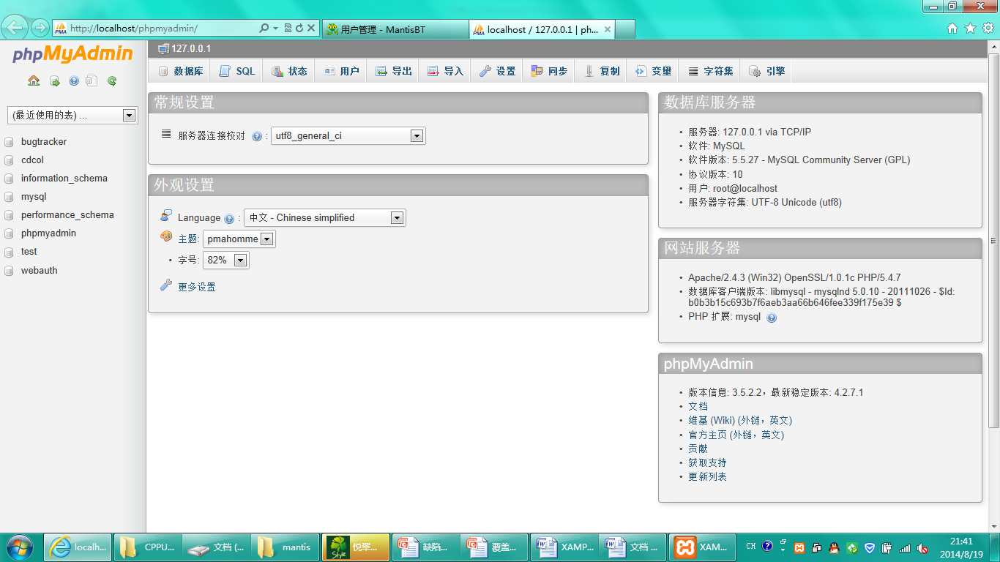 http://localhost/phpmyadmin/
用户管理 - MantisBT
localhost / 127.0.0.1 | ph...
phpMyAdmin
(最近使用的表) ...
bugtracker
cdcol
information_schema
mysql
performance_schema
phpmyadmin
test
webauth
127.0.0.1
数据库 SQL 状态 用户 导出 导入 设置 同步 复制 变量 字符集 引擎
常规设置
服务器连接校对 : utf8_general_ci
外观设置
Language : 中文 - Chinese simplified
主题: pmahomme
• 字号: 82%
更多设置
数据库服务器
• 服务器: 127.0.0.1 via TCP/IP
• 软件: MySQL
• 软件版本: 5.5.27 - MySQL Community Server (GPL)
• 协议版本: 10
• 用户: root@localhost
• 服务器字符集: UTF-8 Unicode (utf8)
网站服务器
• Apache/2.4.3 (Win32) OpenSSL/1.0.1c PHP/5.4.7
• 数据库客户端版本: libmysql - mysqlnd 5.0.10 - 20111026 - $Id:
b0b3b15c693b7f6aeb3aa66b646fee339f175e39 $
• PHP 扩展: mysql
phpMyAdmin
• 版本信息: 3.5.2.2，最新稳定版本: 4.2.7.1
• 文档
• 维基 (Wiki) (外链，英文)
• 官方主页 (外链，英文)
• 贡献
• 获取支持
• 更新列表
localh...
CPPU...
文档 (...
mantis
悦翠...
缺陷...
覆盖...
XAMP...
文档 ...
XAM...
CH
21:41
2014/8/19